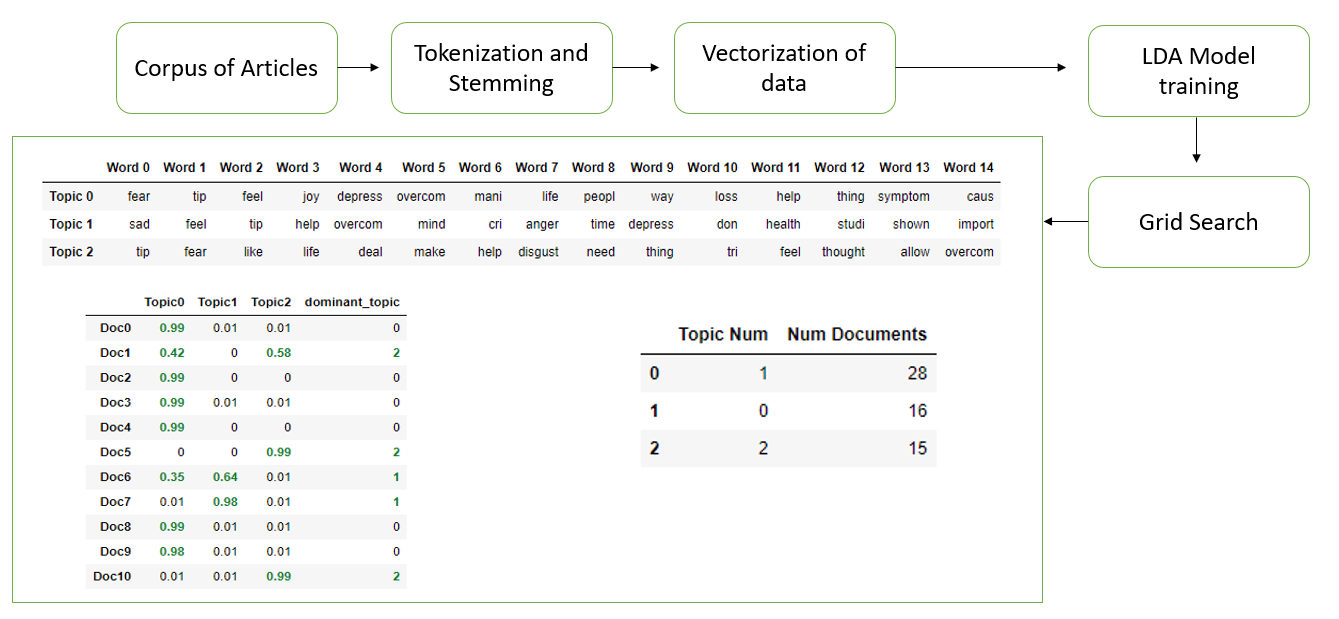 Corpus of Articles
Tokenization and
Stemming
Vectorization of
data
LDA Model
training
Grid Search
Word 0 Word 1 Word 2 Word 3 Word 4 Word 5 Word 6 Word 7 Word 8 Word 9 Word 10 Word 11 Word 12 Word 13 Word 14
Topic 0 fear tip feel joy depress overcom mani life peopl way loss help thing symptom caus
Topic 1 sad feel tip help overcom mind cri anger time depress don health studi shown import
Topic 2 tip fear like life deal make help disgust need thing tri feel thought allow overcom
Topic0 Topic1 Topic2 dominant_topic
Doc0 0.99 0.01 0.01 0
Doc1 0.42 0 0.58 2
Doc2 0.99 0 0 0
Doc3 0.99 0.01 0.01 0
Doc4 0.99 0 0 0
Doc5 0 0 0.99 2
Doc6 0.35 0.64 0.01 1
Doc7 0.01 0.98 0.01 1
Doc8 0.99 0.01 0.01 0
Doc9 0.98 0.01 0.01 0
Doc10 0.01 0.01 0.99 2
Topic Num Num Documents
0 1 28
1 0 16
2 2 15